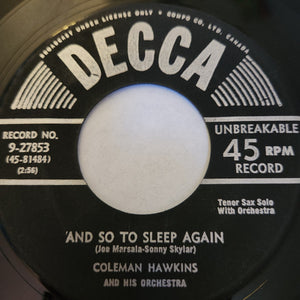 BROADCAST UNDER LICENSE ONLY • COMPO CO. LTD., CANADA
DECCA
RECORD NO.
9-27853
(45-81484)
(2:56)
UNBREAKABLE
45 RPM
RECORD
Tenor Sax Solo
With Orchestra
'AND SO TO SLEEP AGAIN
(Joe Marsala-Sonny Skylar)
COLEMAN HAWKINS
AND HIS ORCHESTRA